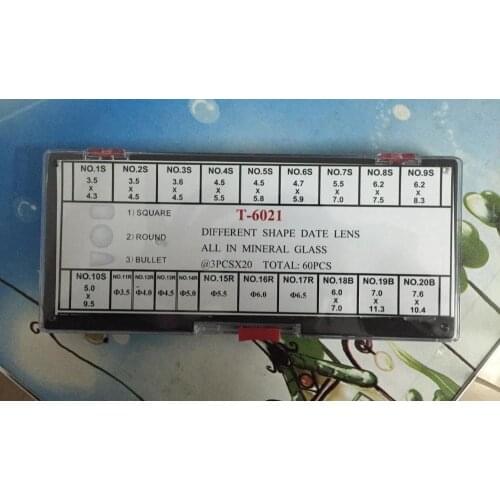 NO.1S NO.2S NO.3S NO.4S NO.5S NO.6S NO.7S NO.8S NO.9S
3.5 3.5 3.6 4.5 4.5 4.7 5.5 6.2 6.2
x x x x x x x x x
4.3 4.5 4.5 5.5 5.8 5.9 7.0 7.5 8.3
T-6021
1) SQUARE
2) ROUND
3) BULLET
DIFFERENT SHAPE DATE LENS
ALL IN MINERAL GLASS
@3PCSX20 TOTAL: 60PCS
NO.10S NO.11R NO.12R NO.13R NO.14R NO.15R NO.16R NO.17R NO.18B NO.19B NO.20B
5.0 Φ3.5 Φ4.0 Φ4.5 Φ5.0 Φ5.5 Φ6.0 Φ6.5 6.0 7.0 7.6
x x x x
9.5 7.0 11.3 10.4